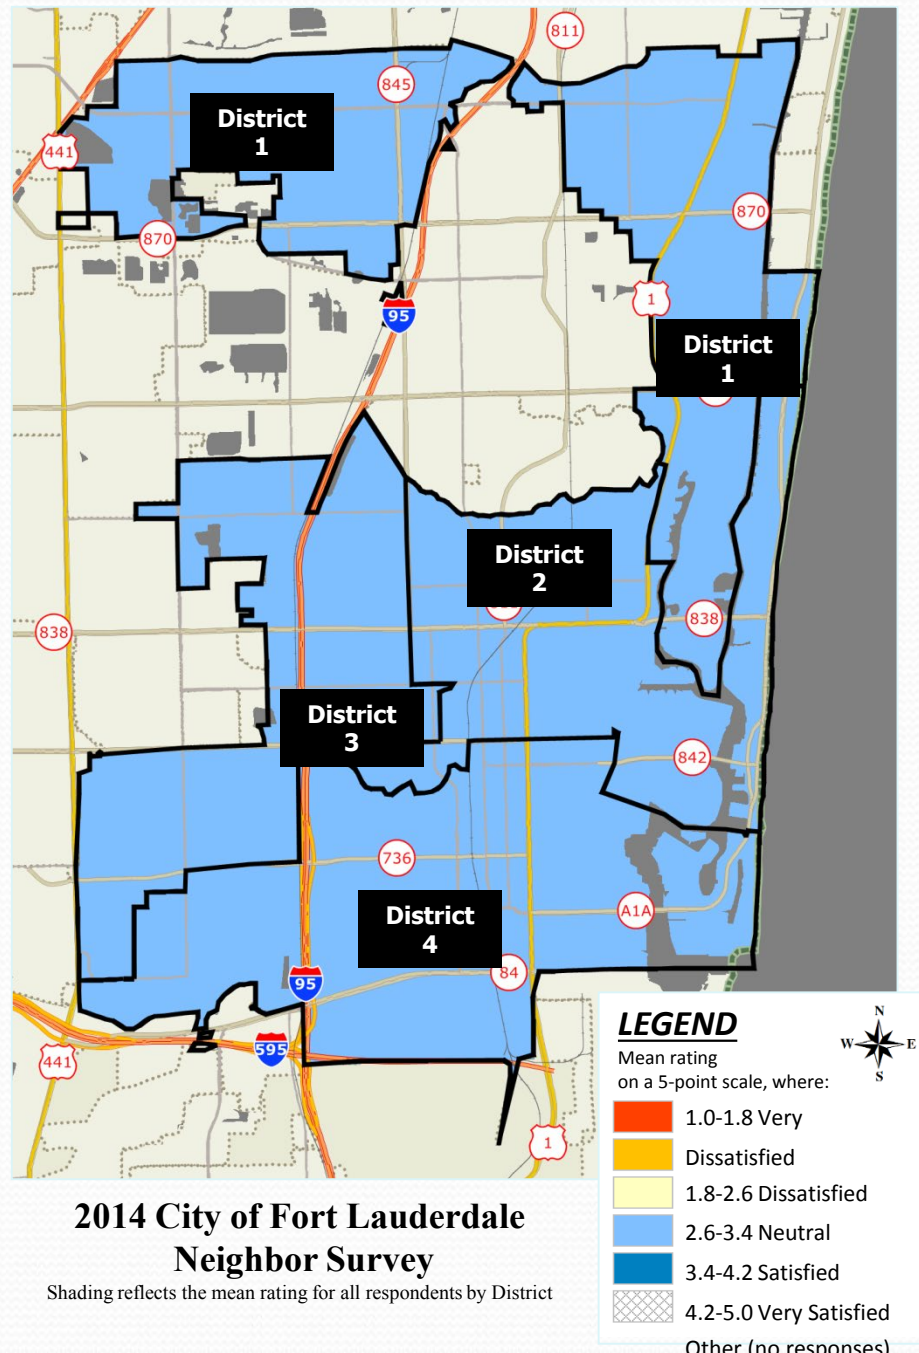 811
845
District
1
441
870
870
1
95
District
1
District
2
838
838
District
3
842
736
District
4
A1A
84
95
595
441
1
LEGEND
Mean rating
on a 5-point scale, where:
N
W E
S
1.0-1.8 Very
Dissatisfied
1.8-2.6 Dissatisfied
2.6-3.4 Neutral
3.4-4.2 Satisfied
4.2-5.0 Very Satisfied
Other (no responses)
2014 City of Fort Lauderdale
Neighbor Survey
Shading reflects the mean rating for all respondents by District